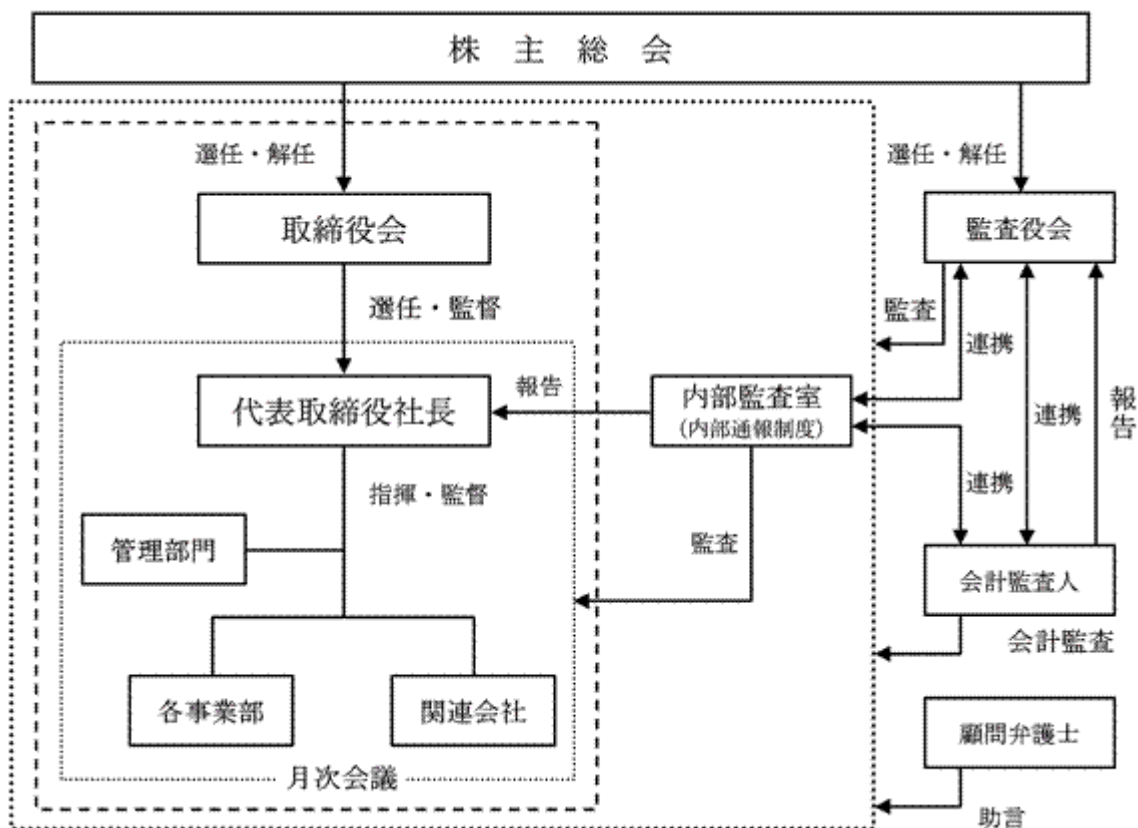 株主総会
選任・解任
選任・解任
取締役会
監査役会
選任・監督
監査
連携
報告
代表取締役社長
内部監査室
(内部通報制度)
連携
報告
指揮・監督
連携
管理部門
監査
会計監査人
会計監査
各事業部
関連会社
顧問弁護士
月次会議
助言